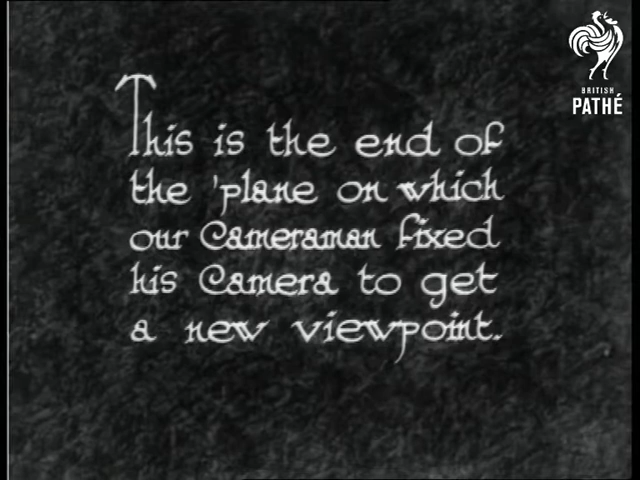 BRITISH
PATHÉ
This is the end of
the 'plane on which
our Cameraman fixed
his Camera to get
a new viewpoint.